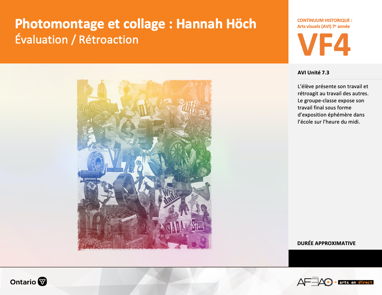 Photomontage et collage : Hannah Höch
Évaluation / Rétroaction
CONTINUUM HISTORIQUE :
Arts visuels (AVI) 7e année
VF4
AVI Unité 7.3
L'élève présente son travail et
rétroagit au travail des autres.
Le groupe-classe expose son
travail final sous forme
d'exposition éphémère dans
l'école sur l'heure du midi.
DURÉE APPROXIMATIVE
Ontario
AFÉAO
arts en direct